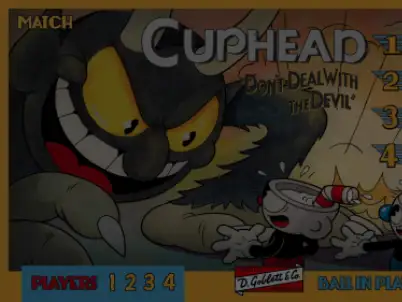 MATCH
CUPHEAD
"DON'T DEAL WITH
THE DEVIL"
1
2
3
4
PLAYERS 1 2 3 4
D. Goblett & Co.
BALL IN PLA